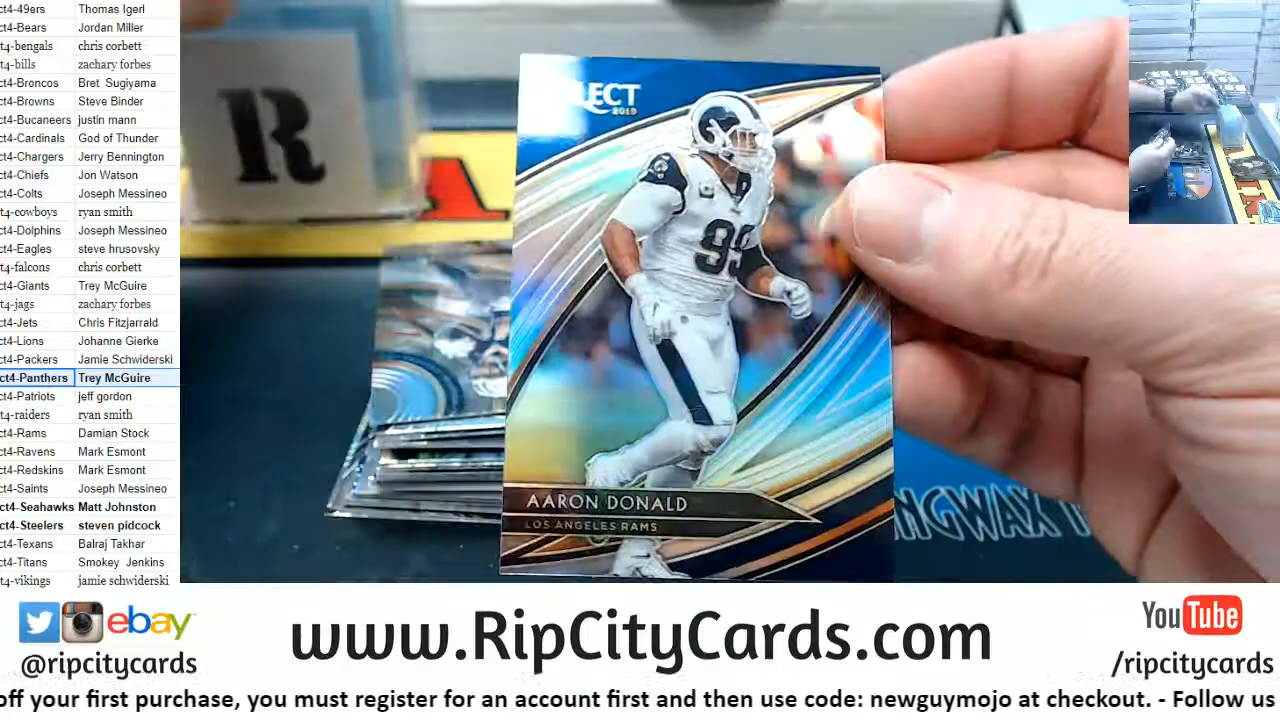 ct4-49ers Thomas Igerl
ct4-Bears Jordan Miller
t4-bengals chris corbett
t4-bills zachary forbes
ct4-Broncos Bret Sugiyama
ct4-Browns Steve Binder
ct4-Bucaneers justin mann
ct4-Cardinals God of Thunder
ct4-Chargers Jerry Bennington
ct4-Chiefs Jon Watson
ct4-Colts Joseph Messineo
t4-cowboys ryan smith
ct4-Dolphins Joseph Messineo
ct4-Eagles steve hrusovsky
t4-falcons chris corbett
ct4-Giants Trey McGuire
t4-jags zachary forbes
ct4-Jets Chris Fitzjarrald
ct4-Lions Johanne Gierke
ct4-Packers Jamie Schwiderski
ct4-Panthers Trey McGuire
ct4-Patriots jeff gordon
t4-raiders ryan smith
ct4-Rams Damian Stock
ct4-Ravens Mark Esmont
ct4-Redskins Mark Esmont
ct4-Saints Joseph Messineo
ct4-Seahawks Matt Johnston
ct4-Steelers steven pidcock
ct4-Texans Balraj Takhar
ct4-Titans Smokey Jenkins
t4-vikings jamie schwiderski
R
LECT
2019
99
AARON DONALD
LOS ANGELES RAMS
NGWAX
ebay
@ripcitycards
www.RipCityCards.com
YouTube
/ripcitycards
off your first purchase, you must register for an account first and then use code: newguymojo at checkout. - Follow us